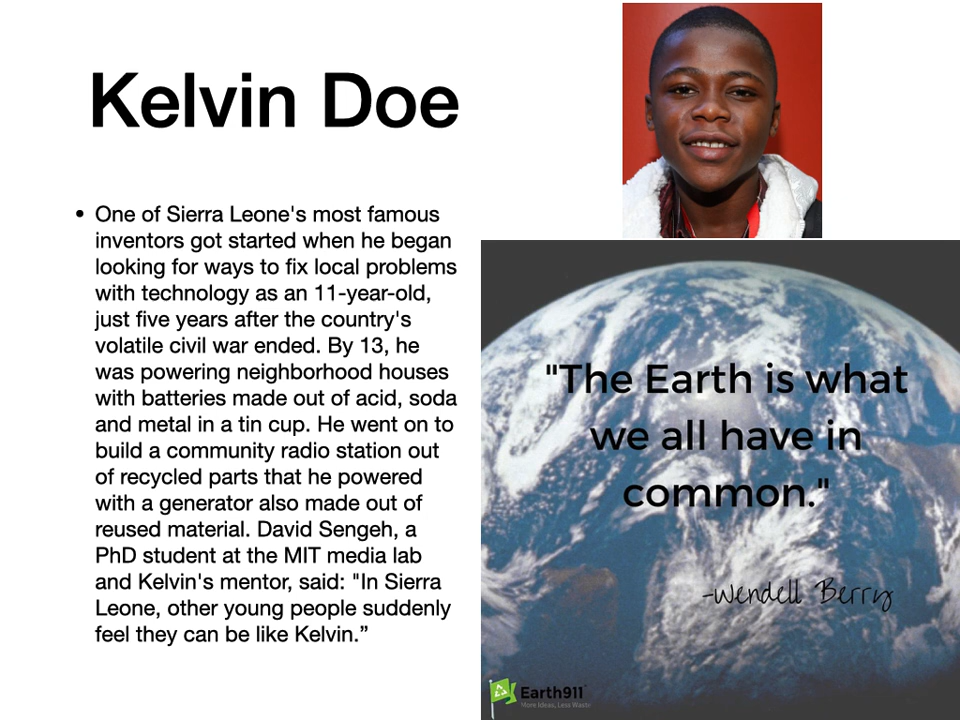 Kelvin Doe
• One of Sierra Leone's most famous
inventors got started when he began
looking for ways to fix local problems
with technology as an 11-year-old,
just five years after the country's
volatile civil war ended. By 13, he
was powering neighborhood houses
with batteries made out of acid, soda
and metal in a tin cup. He went on to
build a community radio station out
of recycled parts that he powered
with a generator also made out of
reused material. David Sengeh, a
PhD student at the MIT media lab
and Kelvin's mentor, said: "In Sierra
Leone, other young people suddenly
feel they can be like Kelvin.”
"The Earth is what
we all have in
common."
-Wendell Berry
Earth911
More Ideas, Less Waste